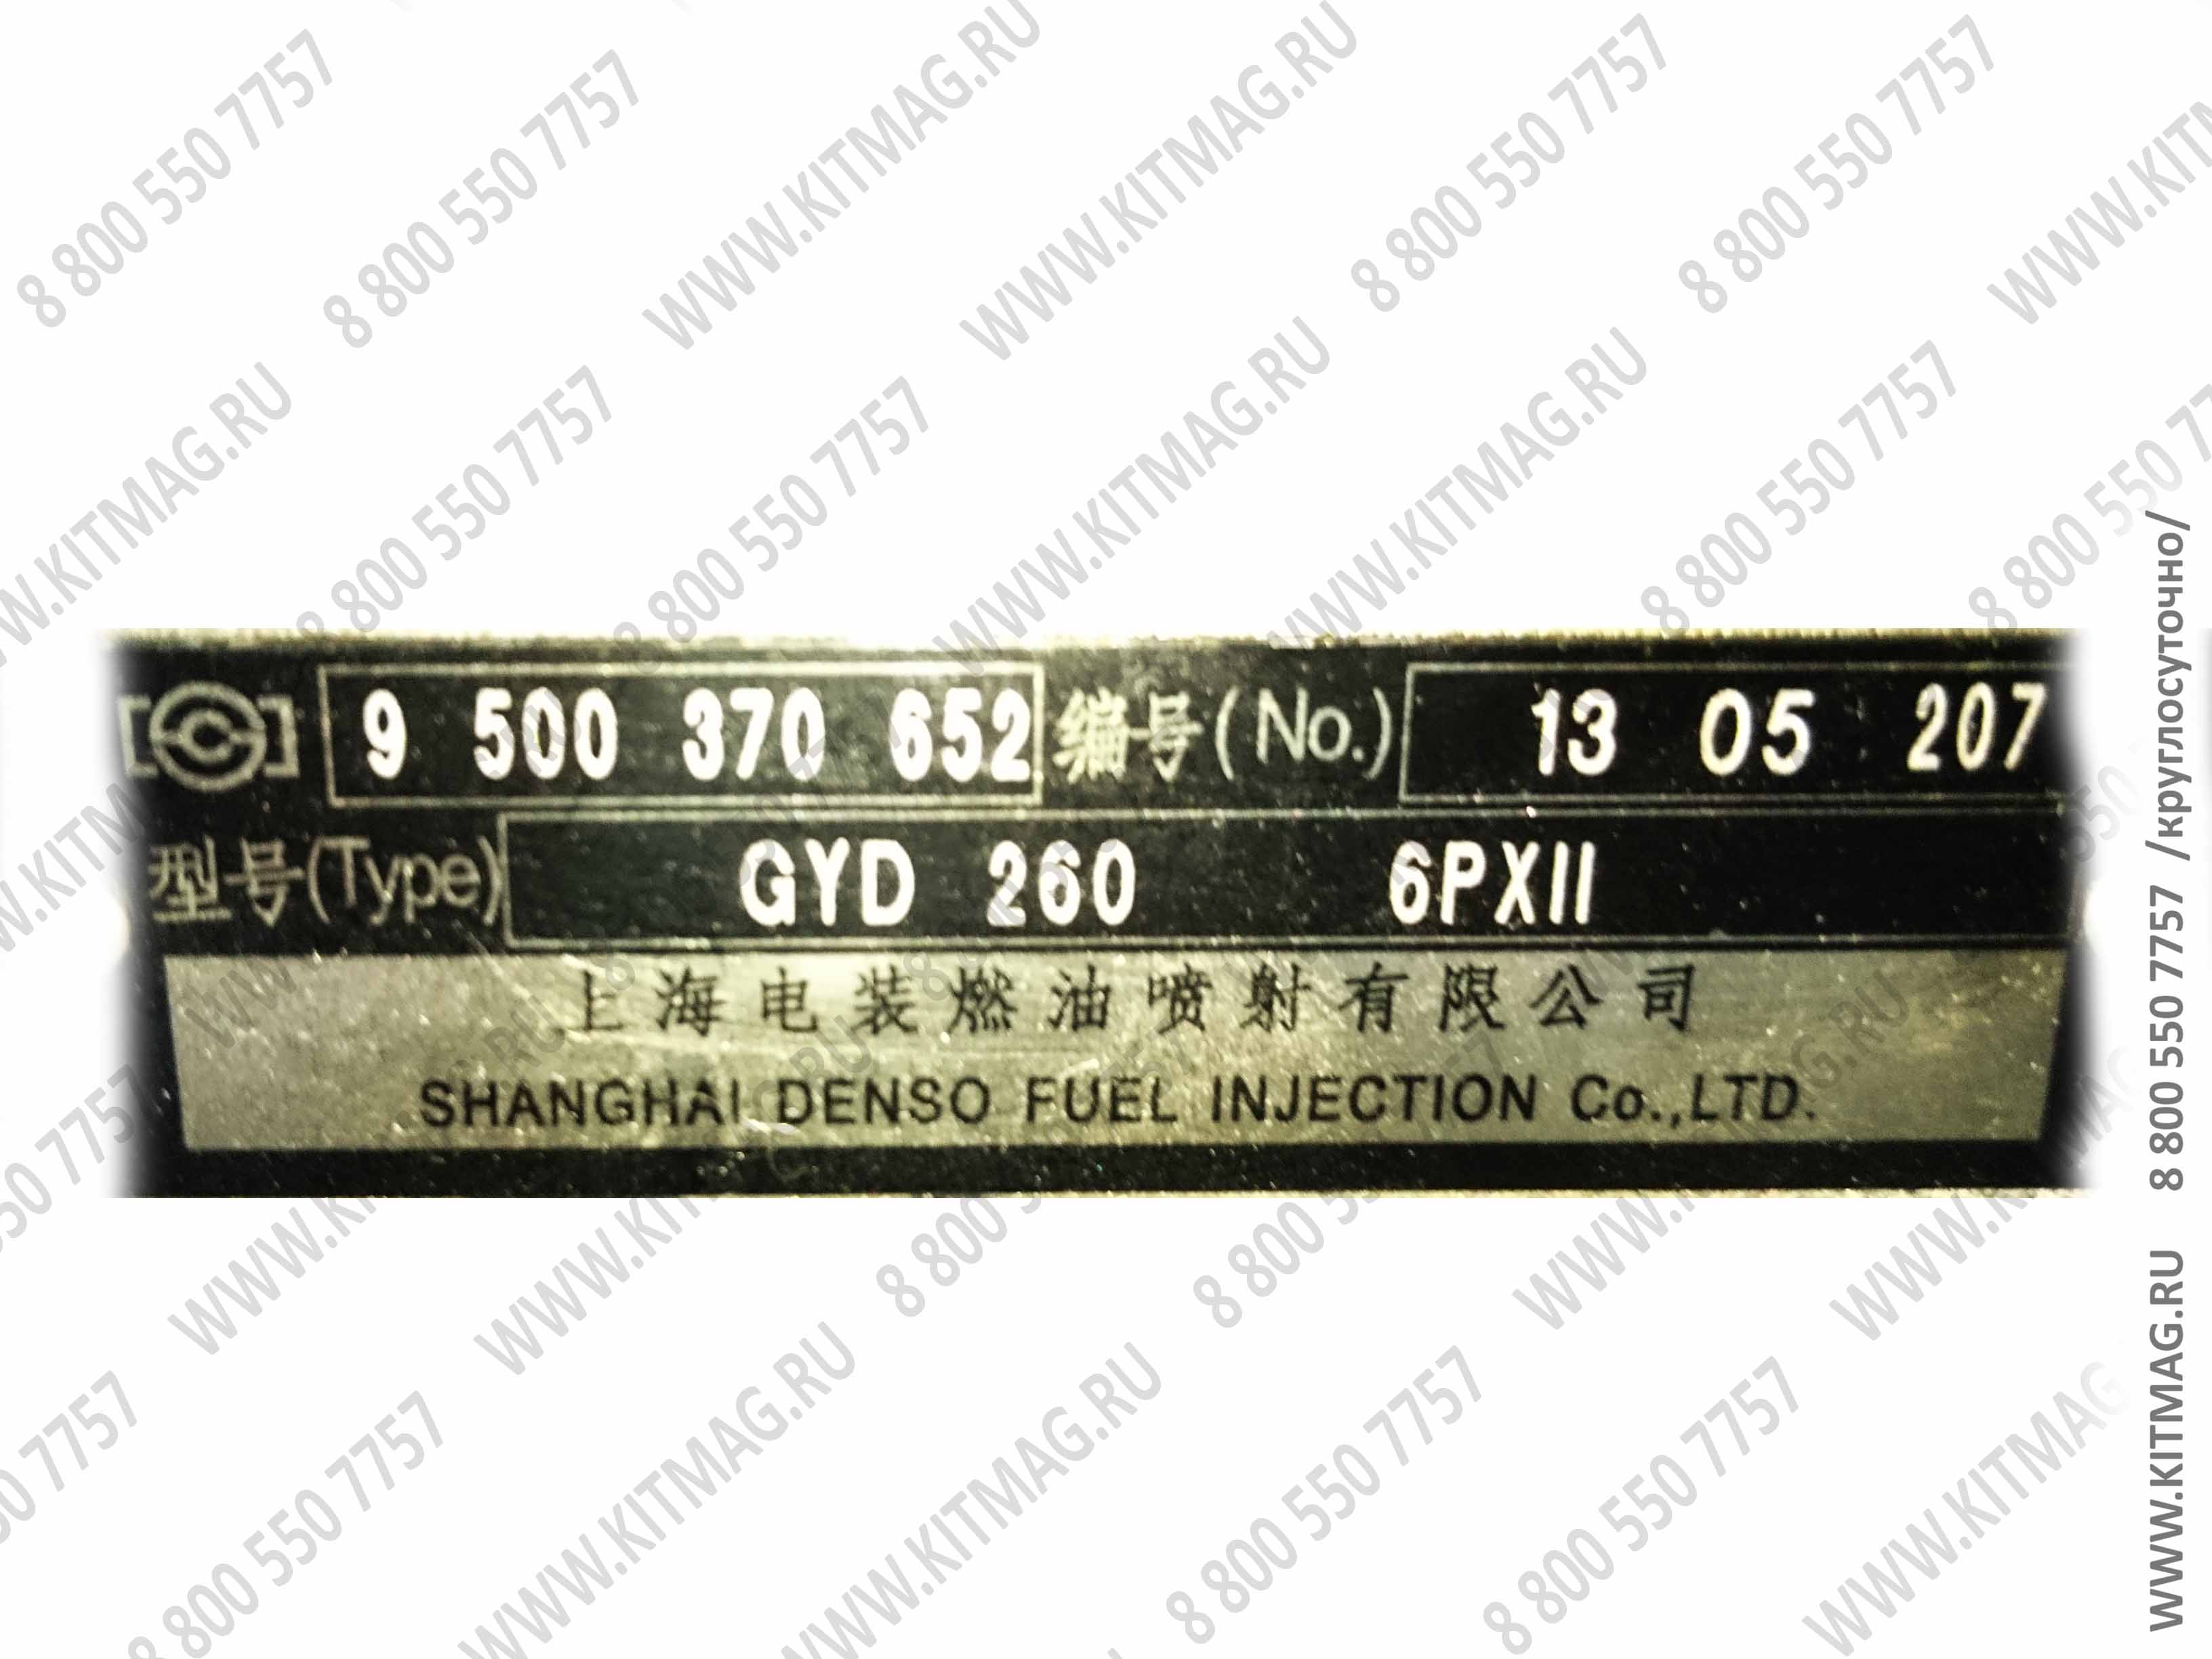 9 500 370 652 编号(No.) 13 05 207
型号(Type) GYD 260 6PXII
上海电装燃油喷射有限公司
SHANGHAI DENSO FUEL INJECTION Co.,LTD.
WWW.KITMAG.RU 8 800 550 7757 /круглосуточно/